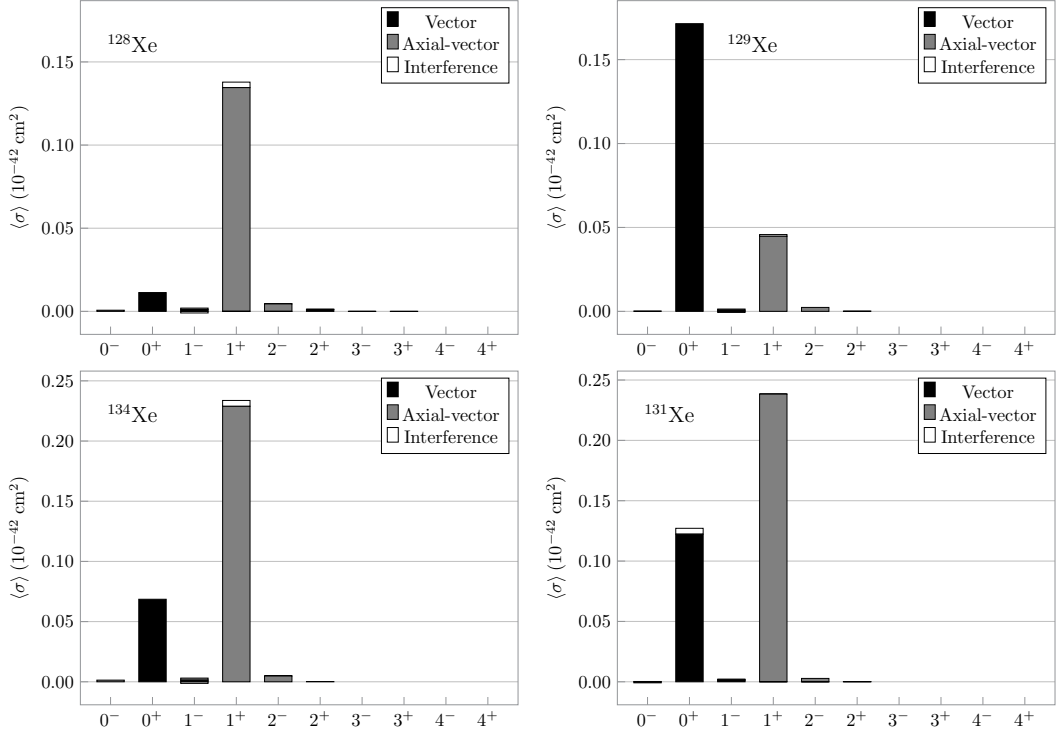 ¹²⁸Xe
Vector
Axial-vector
Interference
⟨σ⟩ (10⁻⁴² cm²)
0.15
0.10
0.05
0.00
0⁻ 0⁺ 1⁻ 1⁺ 2⁻ 2⁺ 3⁻ 3⁺ 4⁻ 4⁺
¹²⁹Xe
Vector
Axial-vector
Interference
⟨σ⟩ (10⁻⁴² cm²)
0.15
0.10
0.05
0.00
0⁻ 0⁺ 1⁻ 1⁺ 2⁻ 2⁺ 3⁻ 3⁺ 4⁻ 4⁺
¹³⁴Xe
Vector
Axial-vector
Interference
⟨σ⟩ (10⁻⁴² cm²)
0.25
0.20
0.15
0.10
0.05
0.00
0⁻ 0⁺ 1⁻ 1⁺ 2⁻ 2⁺ 3⁻ 3⁺ 4⁻ 4⁺
¹³¹Xe
Vector
Axial-vector
Interference
⟨σ⟩ (10⁻⁴² cm²)
0.25
0.20
0.15
0.10
0.05
0.00
0⁻ 0⁺ 1⁻ 1⁺ 2⁻ 2⁺ 3⁻ 3⁺ 4⁻ 4⁺